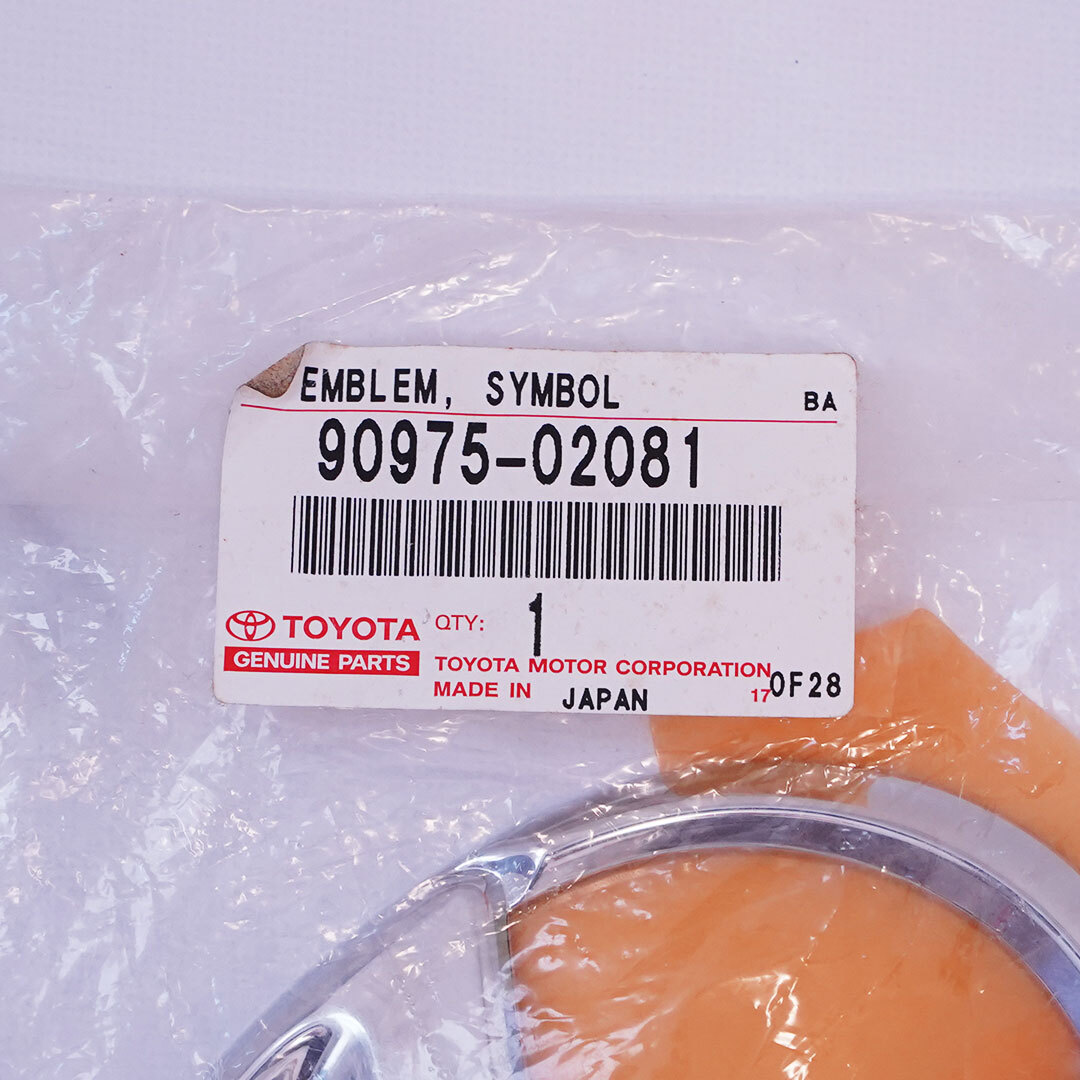 EMBLEM, SYMBOL BA
90975-02081
TOYOTA QTY: 1
GENUINE PARTS TOYOTA MOTOR CORPORATION
MADE IN JAPAN 17 0F28